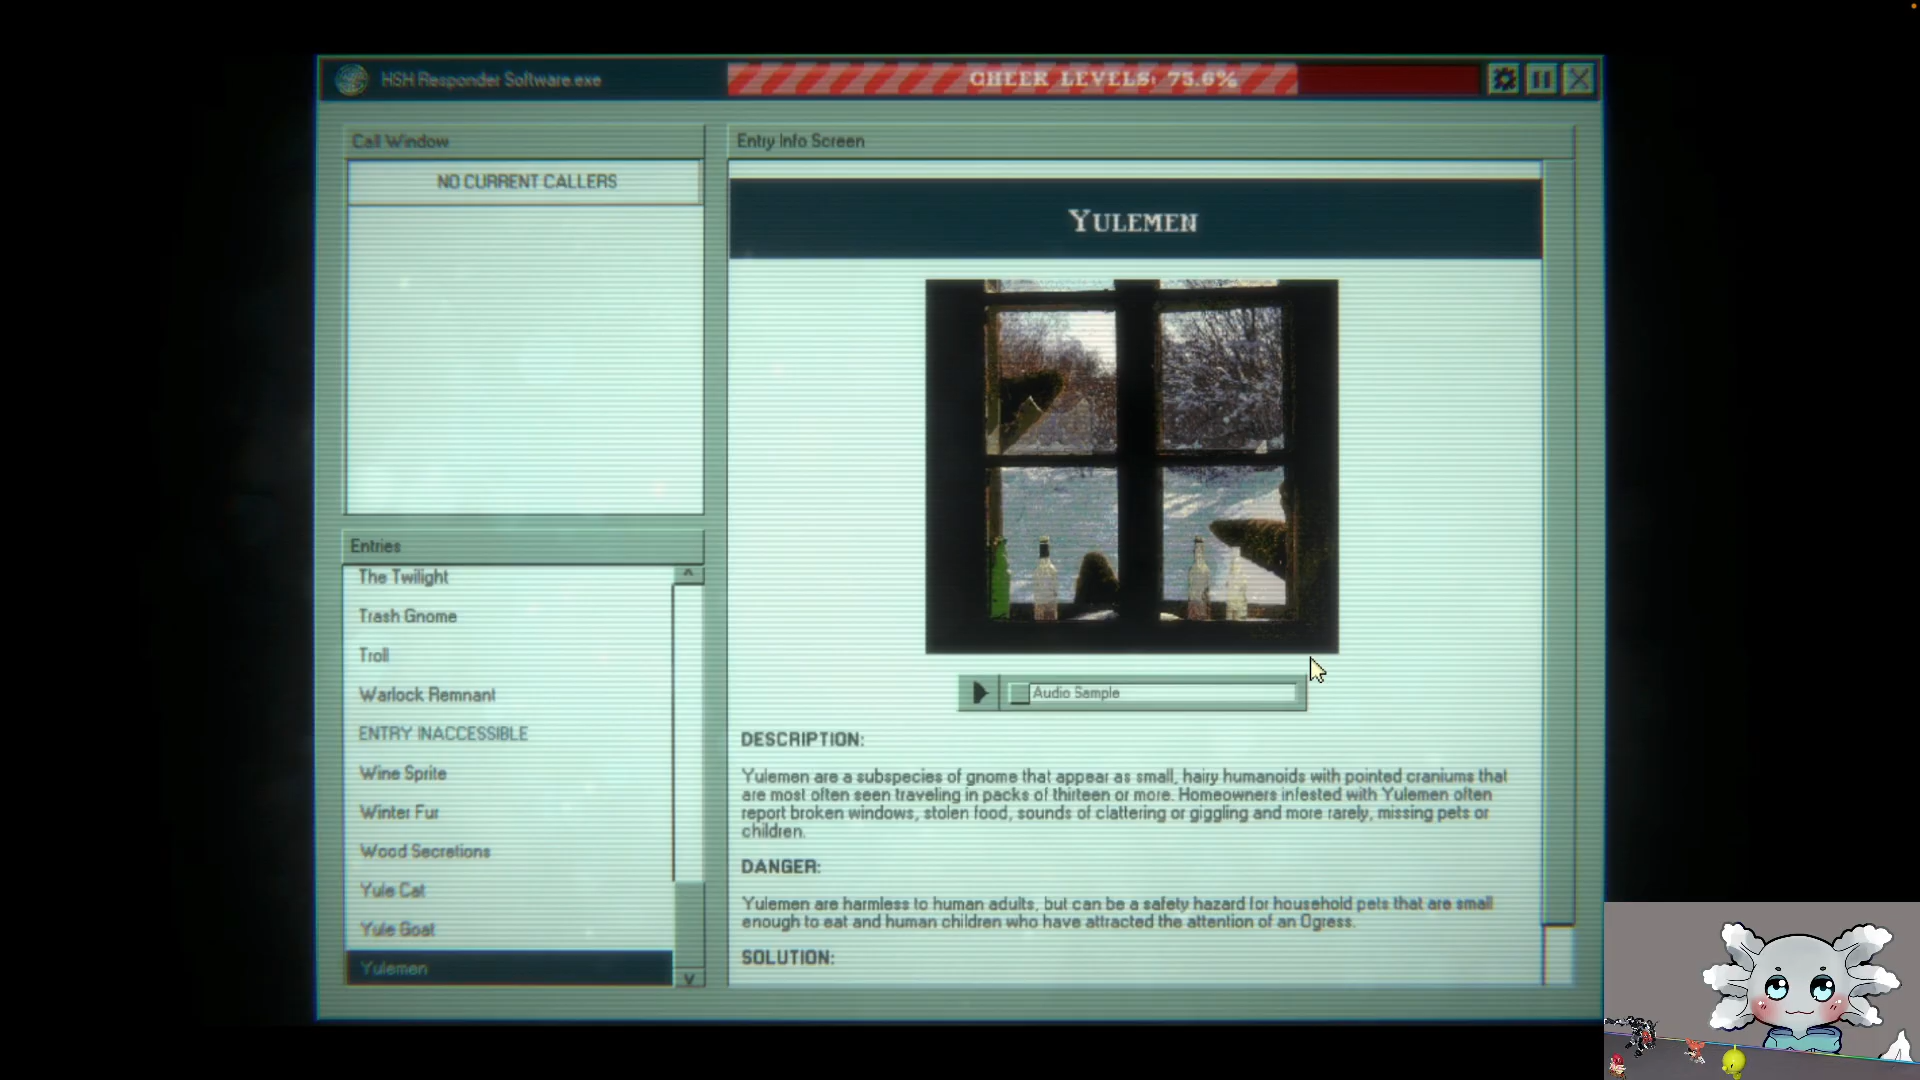 HSH Responder Software.exe
CHEER LEVELS: 75.6%
Call Window
NO CURRENT CALLERS
Entries
The Twilight
Trash Gnome
Troll
Warlock Remnant
ENTRY INACCESSIBLE
Wine Sprite
Winter Fur
Wood Secretions
Yule Cat
Yule Goat
Yulemen
Entry Info Screen
YULEMEN
Audio Sample
DESCRIPTION:
Yulemen are a subspecies of gnome that appear as small, hairy humanoids with pointed craniums that
are most often seen traveling in packs of thirteen or more. Homeowners infested with Yulemen often
report broken windows, stolen food, sounds of clattering or giggling and more rarely, missing pets or
children.
DANGER:
Yulemen are harmless to human adults, but can be a safety hazard for household pets that are small
enough to eat and human children who have attracted the attention of an Ogress.
SOLUTION: